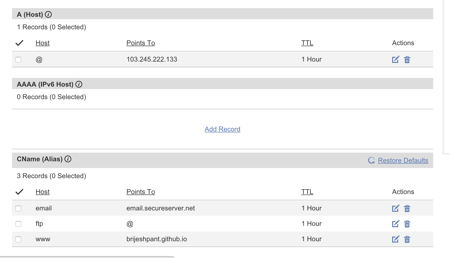 A (Host)
1 Records (0 Selected)
Host Points To TTL Actions
@ 103.245.222.133 1 Hour
AAAA (IPv6 Host)
0 Records (0 Selected)
Add Record
CName (Alias) Restore Defaults
3 Records (0 Selected)
Host Points To TTL Actions
email email.secureserver.net 1 Hour
ftp @ 1 Hour
www brijeshpant.github.io 1 Hour